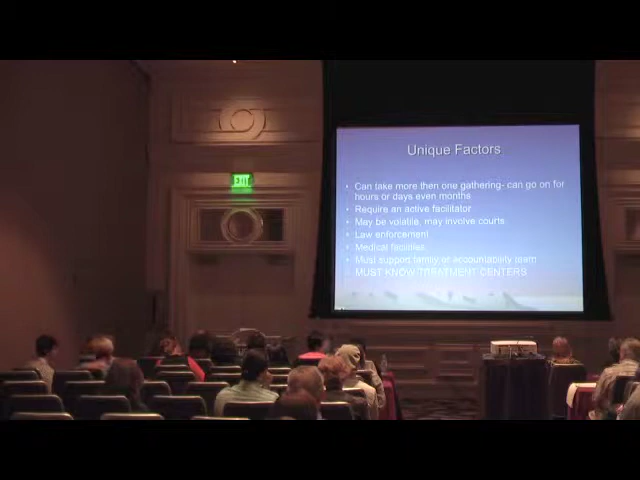 EXIT
Unique Factors
• Can take more then one gathering- can go on for
hours or days even months
• Require an active facilitator
• May be volatile, may involve courts
• Law enforcement
• Medical facilities
• Must support family or accountability team
• MUST KNOW TREATMENT CENTERS